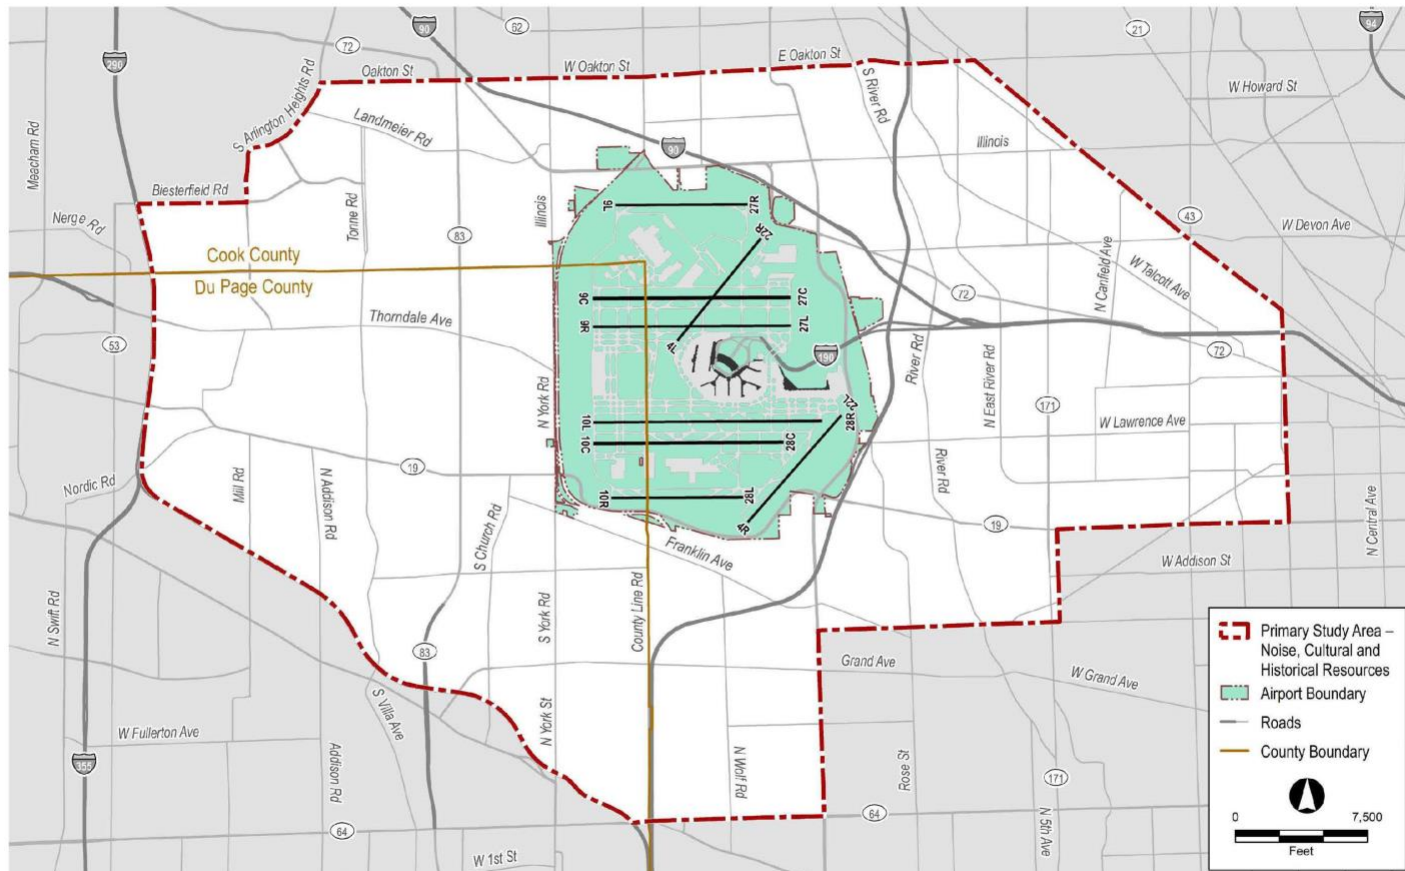 90
62
21
94
72
290
Oakton St
W Oakton St
E Oakton St
S Arlington Heights Rd
S River Rd
W Howard St
Landmeier Rd
Meacham Rd
90
Illinois
Biesterfield Rd
Nerge Rd
Tonne Rd
83
Illinois
9L
27R
22R
43
W Devon Ave
N Canfield Ave
W Talcott Ave
Cook County
Du Page County
9C
27C
72
Thorndale Ave
9R
27L
4L
53
190
72
River Rd
N York Rd
N East River Rd
171
22L
28R
10L
10C
28C
W Lawrence Ave
19
Nordic Rd
Mill Rd
N Addison Rd
River Rd
10R
28L
4R
19
S Church Rd
Franklin Ave
N Central Ave
W Addison St
N Swift Rd
S York Rd
County Line Rd
83
Grand Ave
W Grand Ave
S Villa Ave
N York St
W Fullerton Ave
355
Addison Rd
N Wolf Rd
Rose St
171
64
64
N 5th Ave
W 1st St
Primary Study Area –
Noise, Cultural and
Historical Resources
Airport Boundary
Roads
County Boundary
0
7,500
Feet